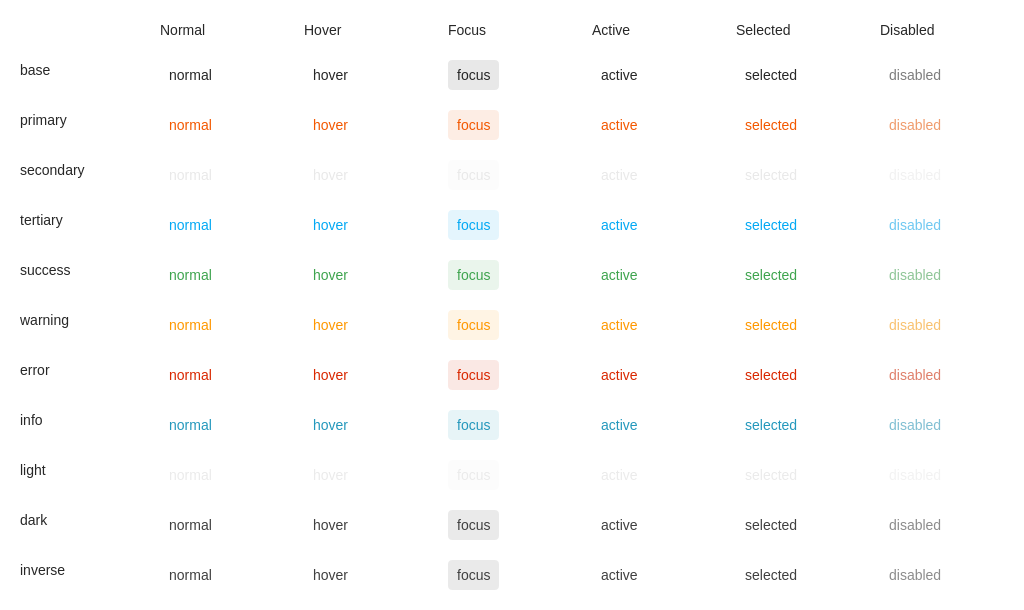 Normal Hover Focus Active Selected Disabled
base normal hover focus active selected disabled
primary normal hover focus active selected disabled
secondary normal hover focus active selected disabled
tertiary normal hover focus active selected disabled
success normal hover focus active selected disabled
warning normal hover focus active selected disabled
error normal hover focus active selected disabled
info normal hover focus active selected disabled
light normal hover focus active selected disabled
dark normal hover focus active selected disabled
inverse normal hover focus active selected disabled